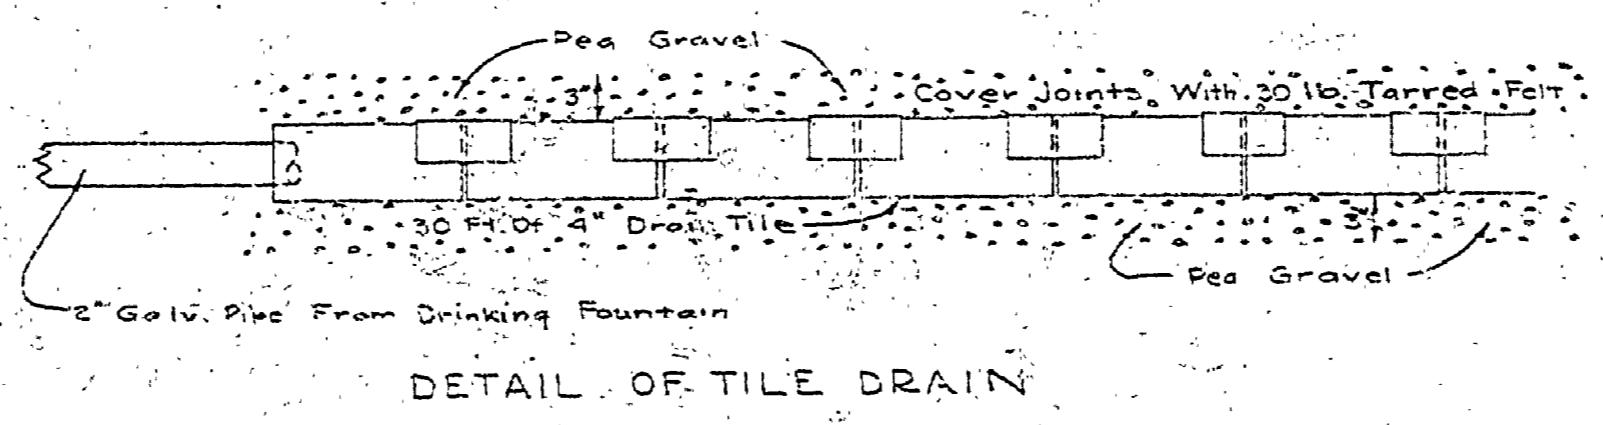 Pea Gravel
3"
Cover Joints With 30 lb. Tarred Felt
30 Ft. Of 4" Drain Tile
3"
Pea Gravel
2" Galv. Pipe From Drinking Fountain
DETAIL OF TILE DRAIN